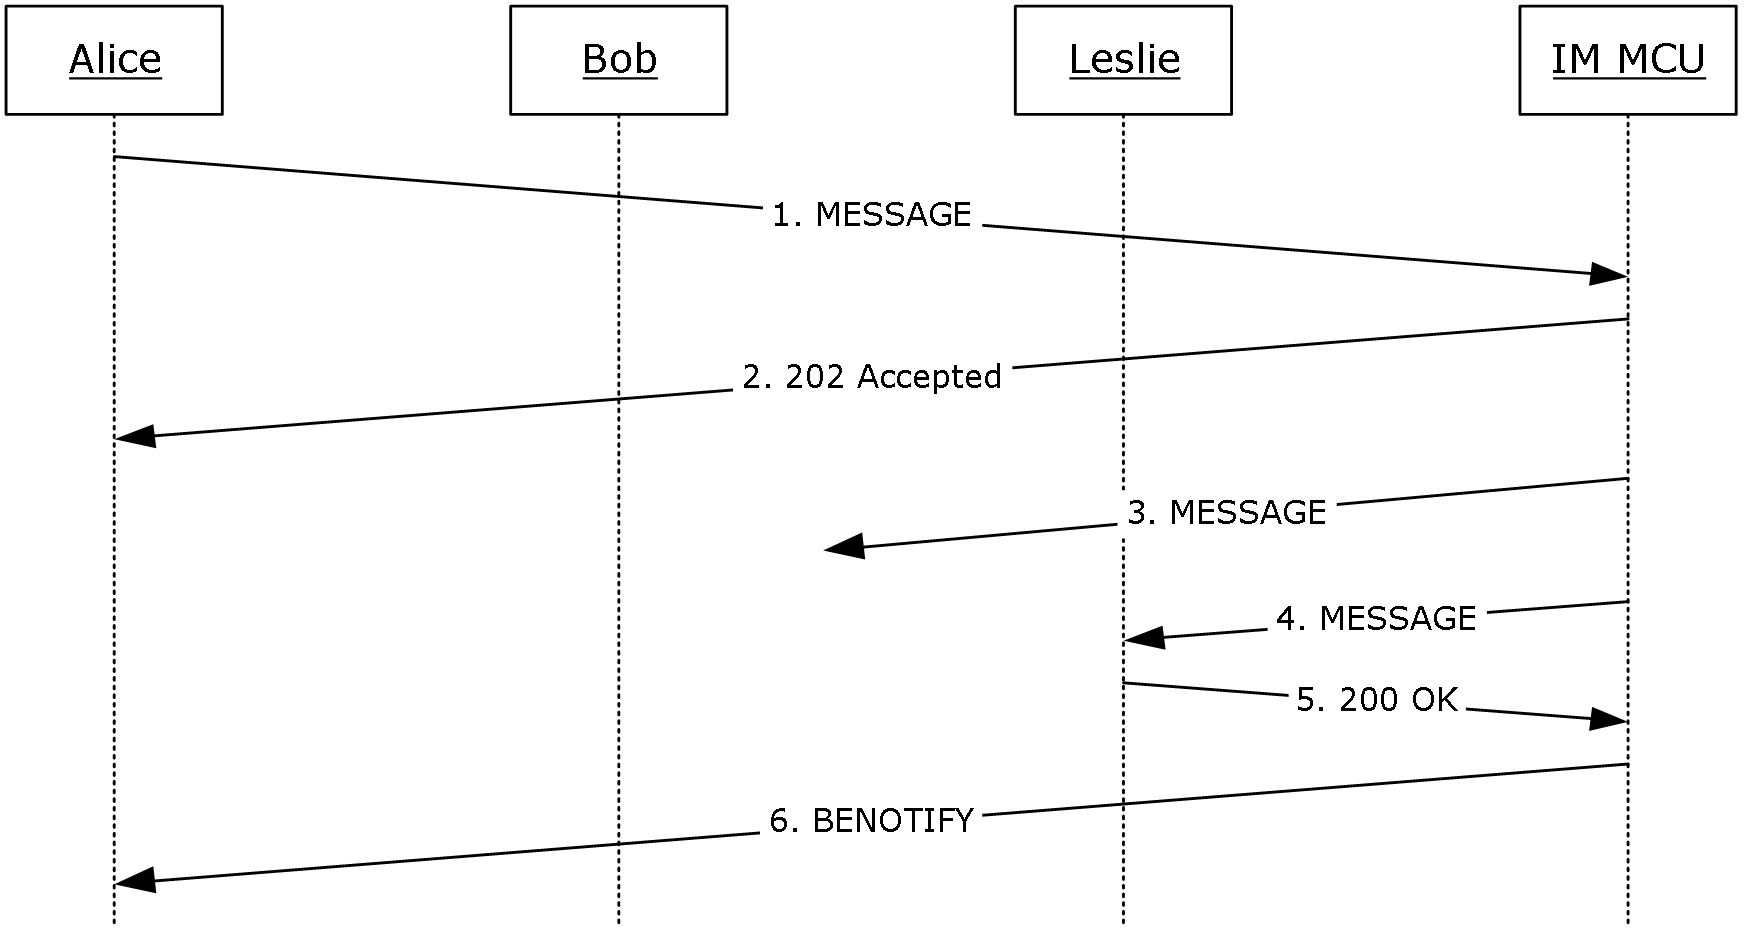 Alice
Bob
Leslie
IM MCU
1. MESSAGE
2. 202 Accepted
3. MESSAGE
4. MESSAGE
5. 200 OK
6. BENOTIFY